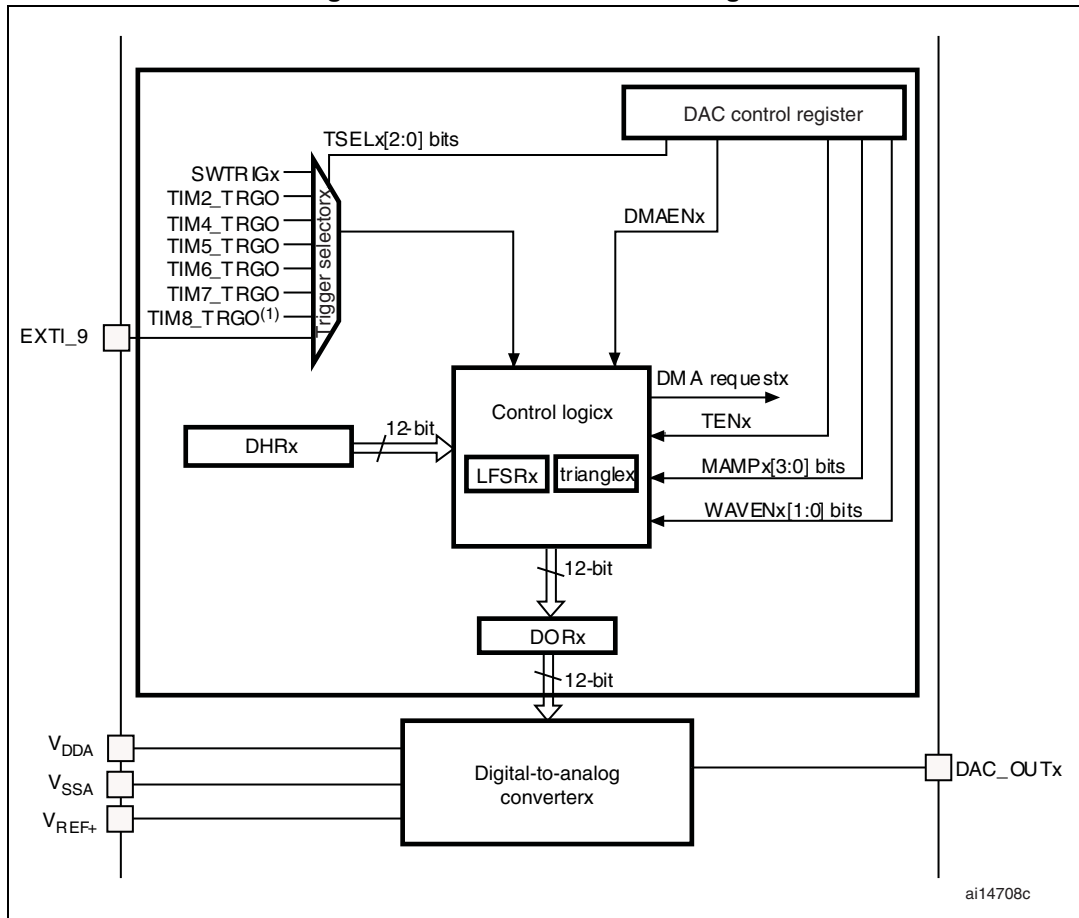 DAC control register
TSELx[2:0] bits
SWTRIGx
TIM2_TRGO
TIM4_TRGO
TIM5_TRGO
TIM6_TRGO
TIM7_TRGO
TIM8_TRGO(1)
Trigger selectorx
DMAENx
EXTI_9
DMA requestx
Control logicx
TENx
12-bit
DHRx
LFSRx
trianglex
MAMPx[3:0] bits
WAVENx[1:0] bits
12-bit
DORx
12-bit
VDDA
VSSA
VREF+
Digital-to-analog
converterx
DAC_OUTx
ai14708c